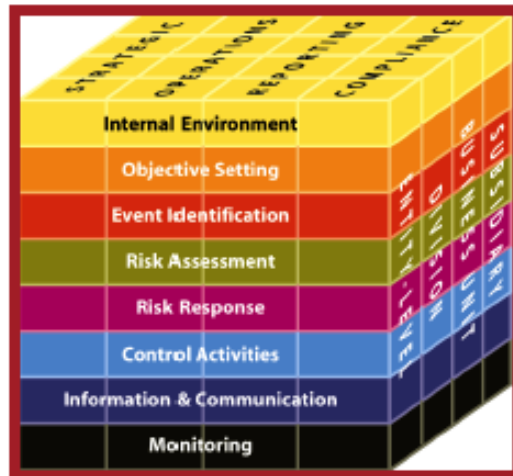 STRATEGIC
OPERATIONS
REPORTING
COMPLIANCE
Internal Environment
Objective Setting
Event Identification
Risk Assessment
Risk Response
Control Activities
Information & Communication
Monitoring
ENTITY-LEVEL
DIVISION
BUSINESS UNIT
SUBSIDIARY